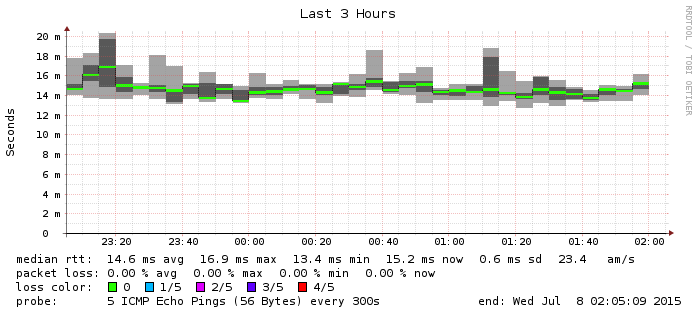 Last 3 Hours
RRDTOOL / TOBI OETIKER
Seconds
20 m
18 m
16 m
14 m
12 m
10 m
8 m
6 m
4 m
2 m
0
23:20 23:40 00:00 00:20 00:40 01:00 01:20 01:40 02:00
median rtt: 14.6 ms avg 16.9 ms max 13.4 ms min 15.2 ms now 0.6 ms sd 23.4 am/s
packet loss: 0.00 % avg 0.00 % max 0.00 % min 0.00 % now
loss color: 0 1/5 2/5 3/5 4/5
probe: 5 ICMP Echo Pings (56 Bytes) every 300s end: Wed Jul 8 02:05:09 2015